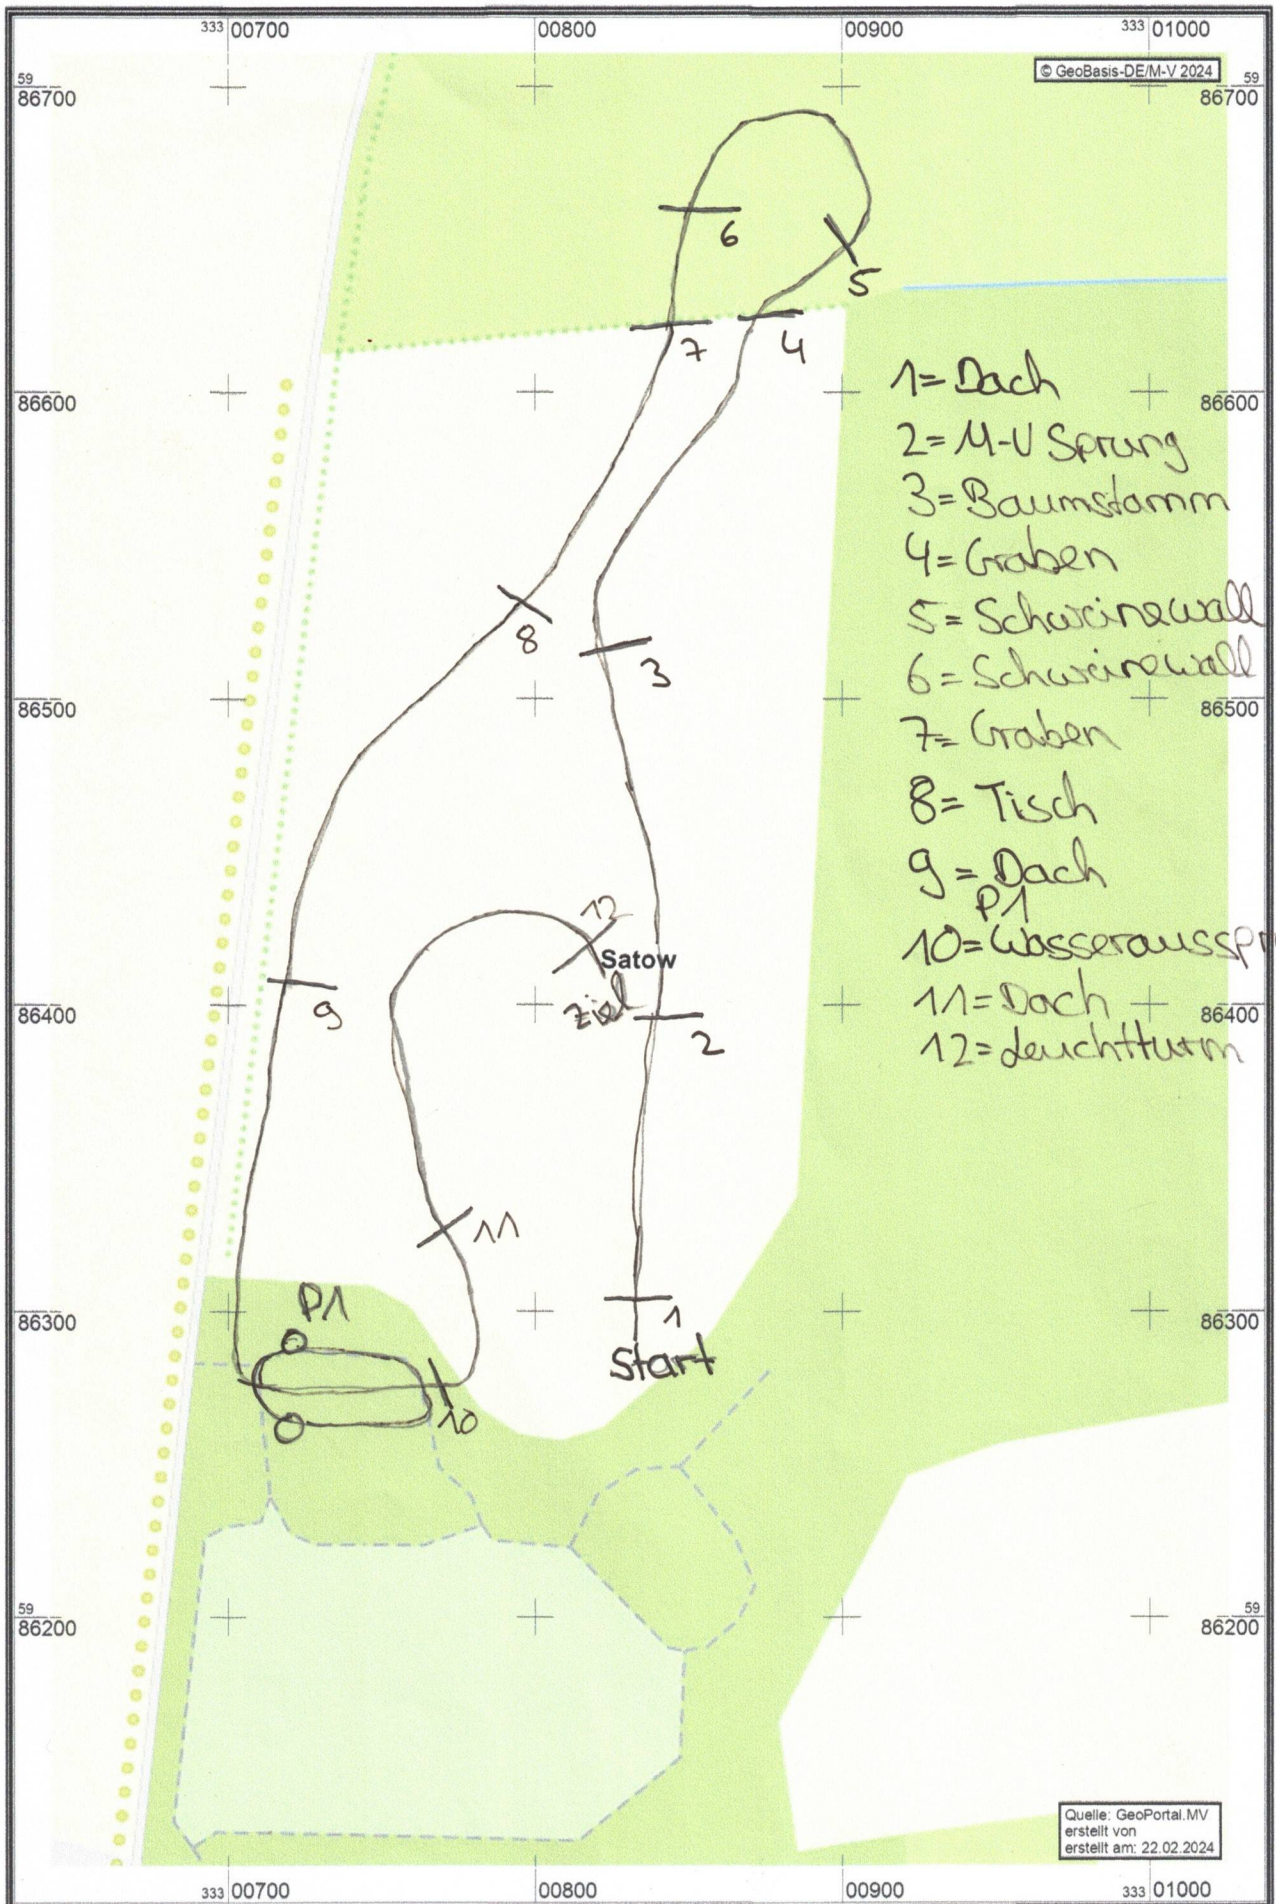 333 00700 00800 00900 333 01000
© GeoBasis-DE/M-V 2024
59 59
86700 86700
6
5
7 4
1= Dach
86600 86600
2= M-V Sprung
3= Baumstamm
4= Graben
5= Schweinewall
8
6= Schweinewall
3
86500 86500
7= Graben
8= Tisch
9= Dach
P1
12
10= Wasseraussp
Satow
Ziel
11= Dach
9
86400 86400
2
12= Leuchtturm
11
P1
1
86300 86300
Start
10
59 59
86200 86200
Quelle: GeoPortal.MV
erstellt von
erstellt am: 22.02.2024
333 00700 00800 00900 333 01000